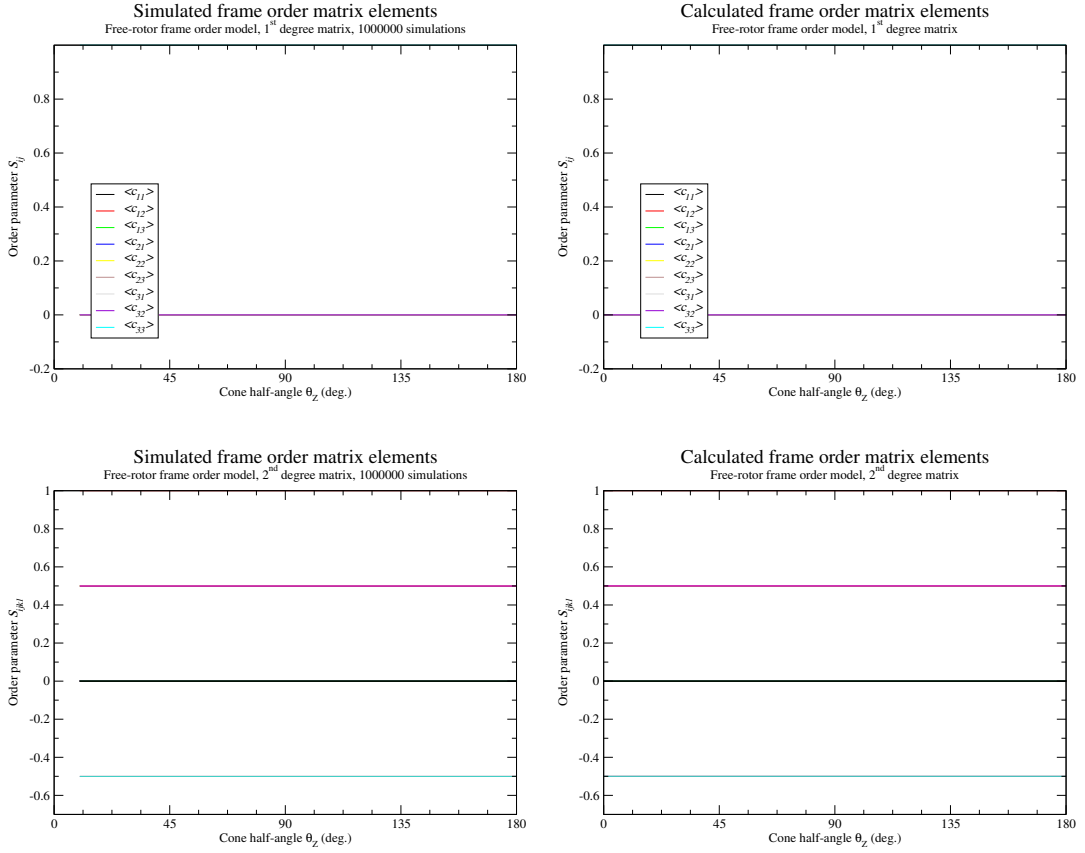 Simulated frame order matrix elements
Free-rotor frame order model, 1st degree matrix, 1000000 simulations
0.8
0.6
0.4
0.2
0
-0.2
Order parameter Sij
<c11>
<c12>
<c13>
<c21>
<c22>
<c23>
<c31>
<c32>
<c33>
0 45 90 135 180
Cone half-angle θZ (deg.)
Calculated frame order matrix elements
Free-rotor frame order model, 1st degree matrix
0.8
0.6
0.4
0.2
0
-0.2
Order parameter Sij
<c11>
<c12>
<c13>
<c21>
<c22>
<c23>
<c31>
<c32>
<c33>
0 45 90 135 180
Cone half-angle θZ (deg.)
Simulated frame order matrix elements
Free-rotor frame order model, 2nd degree matrix, 1000000 simulations
1
0.8
0.6
0.4
0.2
0
-0.2
-0.4
-0.6
Order parameter Sijkl
0 45 90 135 180
Cone half-angle θZ (deg.)
Calculated frame order matrix elements
Free-rotor frame order model, 2nd degree matrix
1
0.8
0.6
0.4
0.2
0
-0.2
-0.4
-0.6
Order parameter Sijkl
0 45 90 135 180
Cone half-angle θZ (deg.)